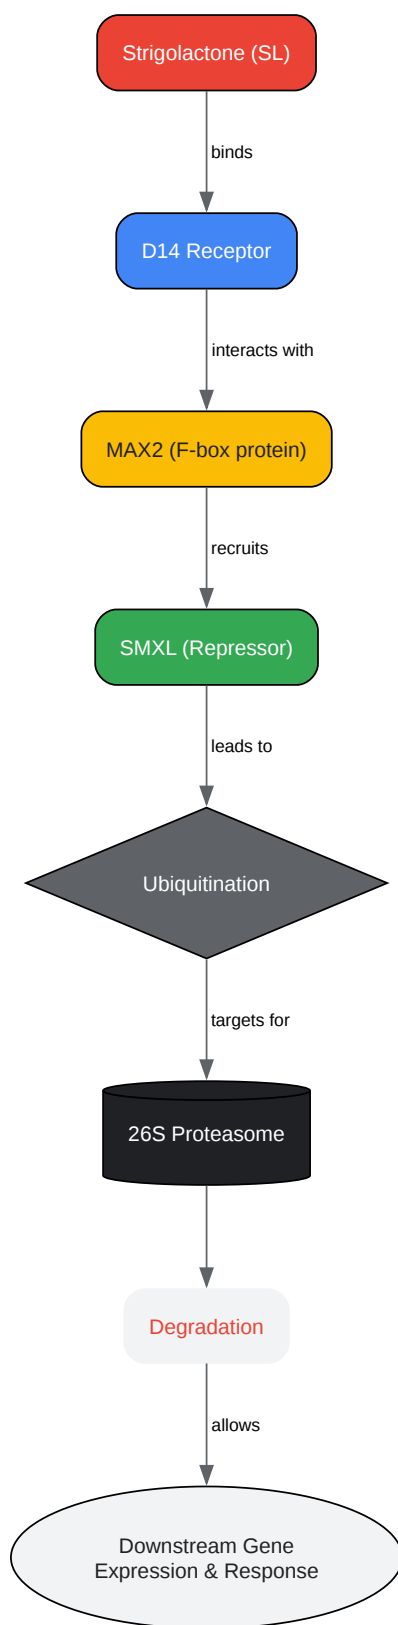 Strigolactone (SL)
binds
D14 Receptor
interacts with
MAX2 (F-box protein)
recruits
SMXL (Repressor)
leads to
Ubiquitination
targets for
26S Proteasome
Degradation
allows
Downstream Gene
Expression & Response